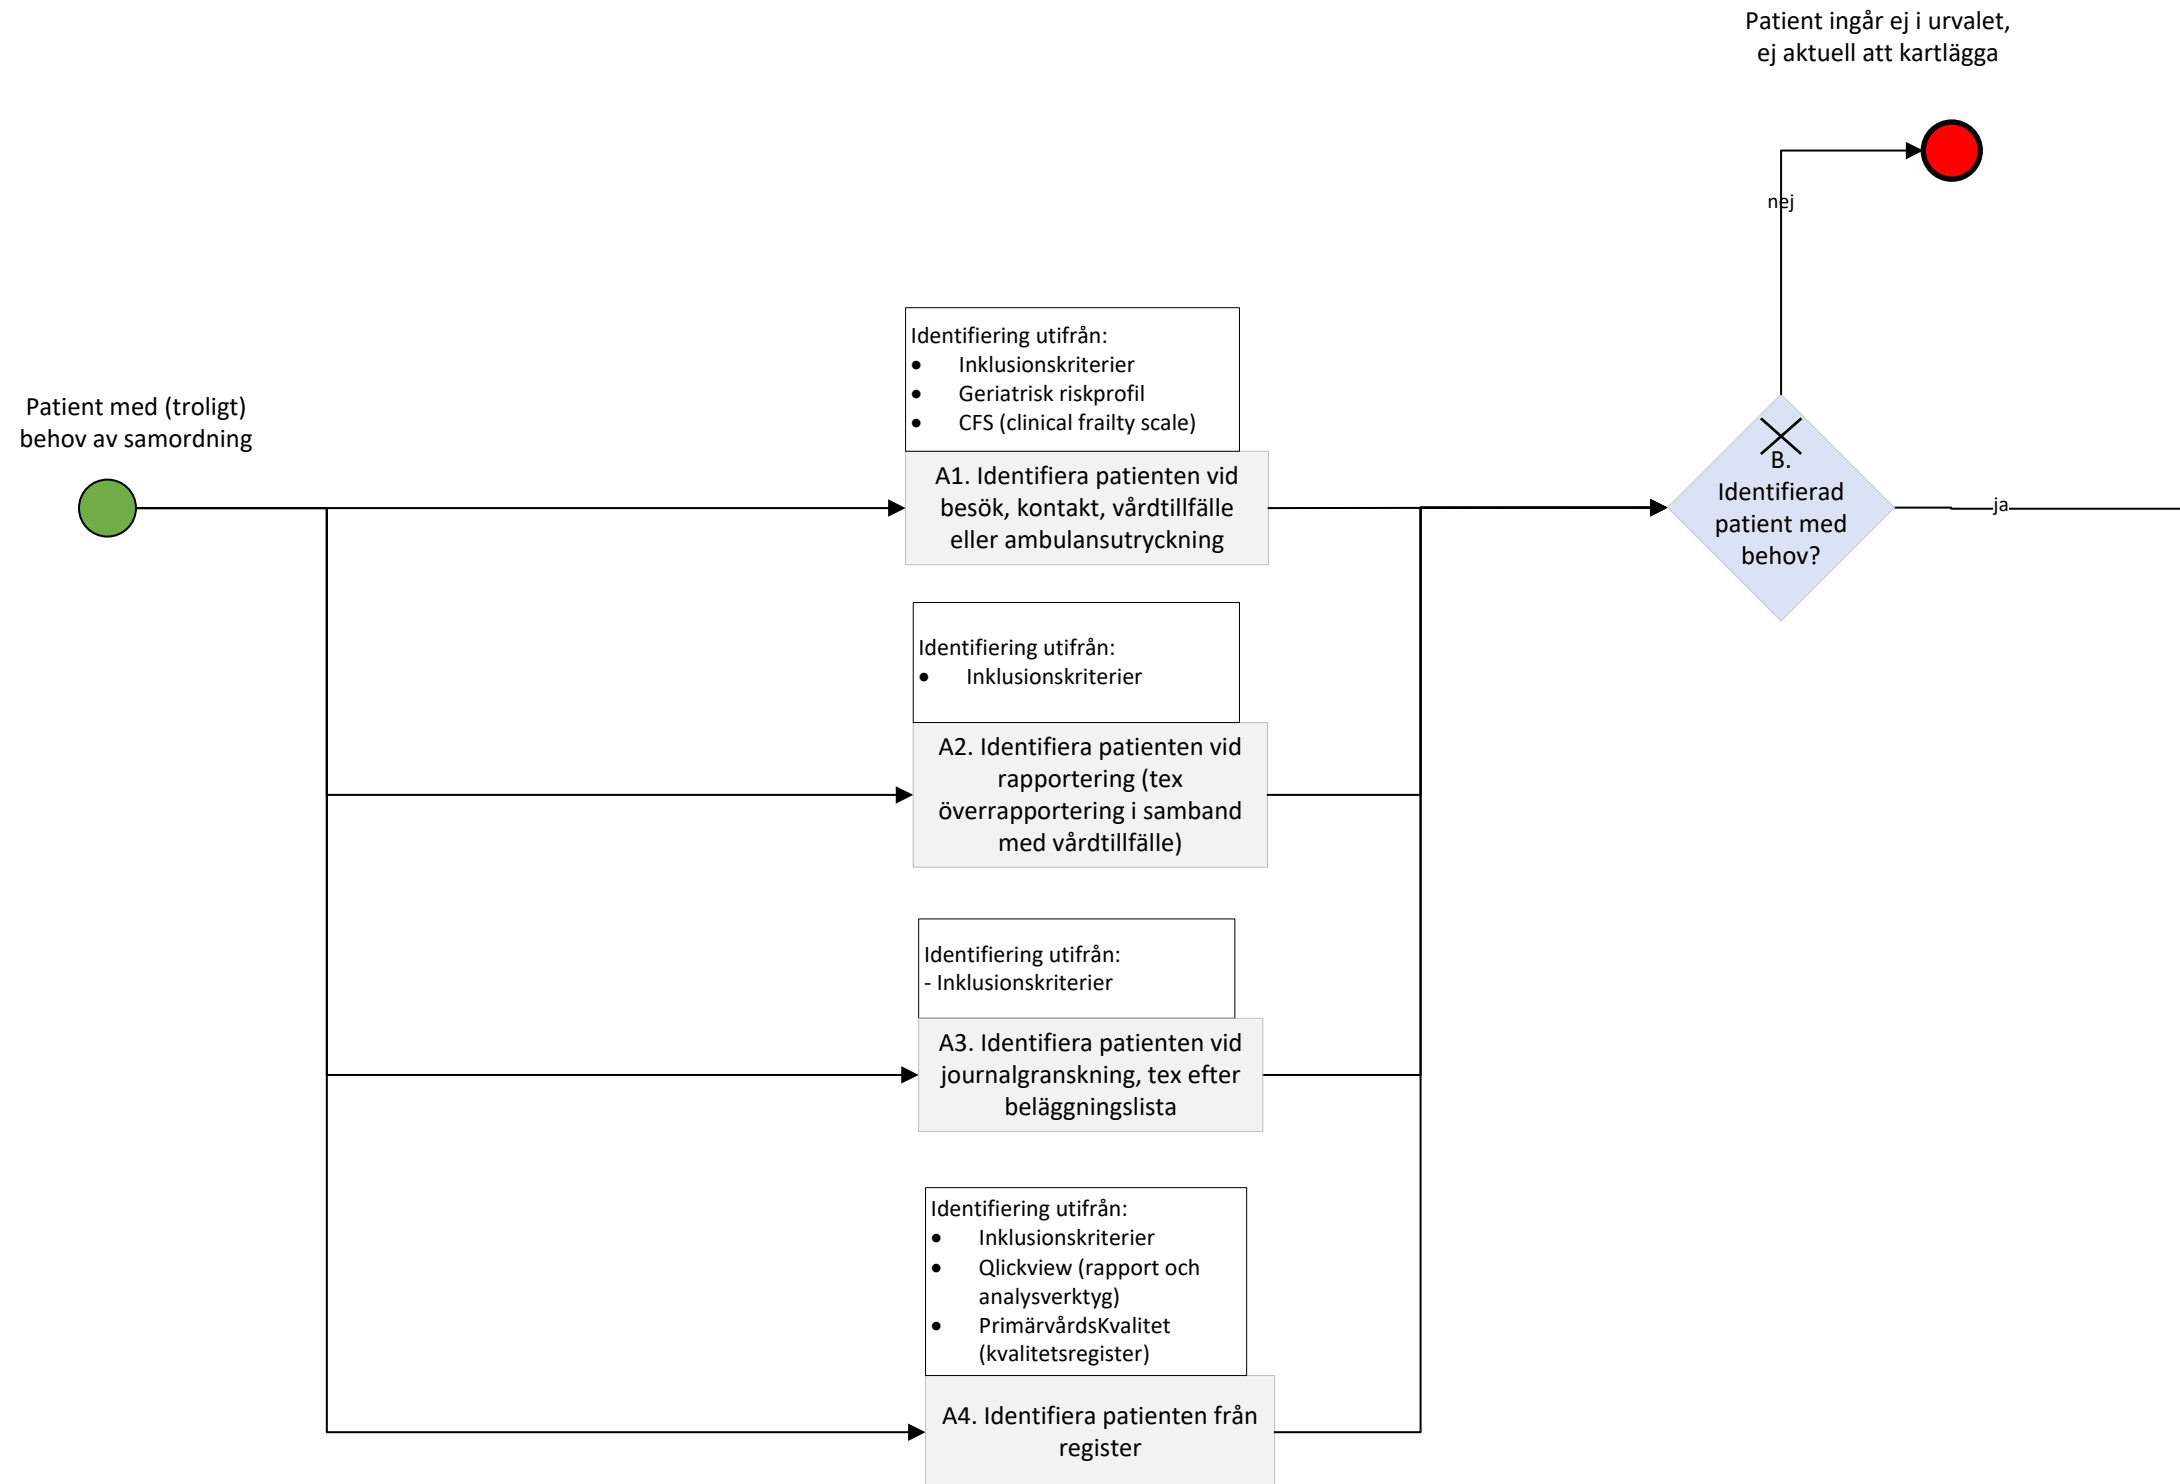 Patient ingår ej i urvalet,
ej aktuell att kartlägga
nej
Patient med (troligt)
behov av samordning
Identifiering utifrån:
• Inklusionskriterier
• Geriatrisk riskprofil
• CFS (clinical frailty scale)
A1. Identifiera patienten vid
besök, kontakt, vårdtillfälle
eller ambulansutryckning
B.
Identifierad
patient med
behov?
ja
Identifiering utifrån:
• Inklusionskriterier
A2. Identifiera patienten vid
rapportering (tex
överrapportering i samband
med vårdtillfälle)
Identifiering utifrån:
- Inklusionskriterier
A3. Identifiera patienten vid
journalgranskning, tex efter
beläggningslista
Identifiering utifrån:
• Inklusionskriterier
• Qlickview (rapport och
analysverktyg)
• PrimärvårdsKvalitet
(kvalitetsregister)
A4. Identifiera patienten från
register